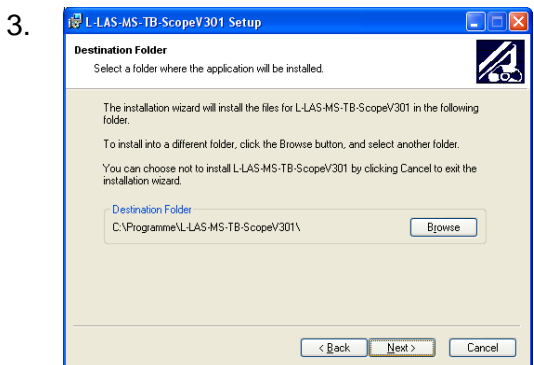 3.
L-LAS-MS-TB-ScopeV301 Setup
Destination Folder
Select a folder where the application will be installed.
The installation wizard will install the files for L-LAS-MS-TB-ScopeV301 in the following
folder.
To install into a different folder, click the Browse button, and select another folder.
You can choose not to install L-LAS-MS-TB-ScopeV301 by clicking Cancel to exit the
installation wizard.
Destination Folder
C:\Programme\L-LAS-MS-TB-ScopeV301\
Browse
< Back
Next >
Cancel